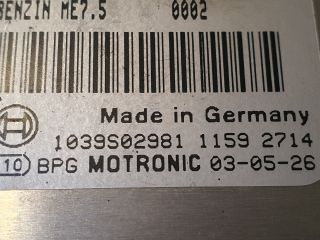 BENZIN ME7.5 0002
Made in Germany
1039S02981 1159 2714
10 BPG MOTRONIC 03-05-26